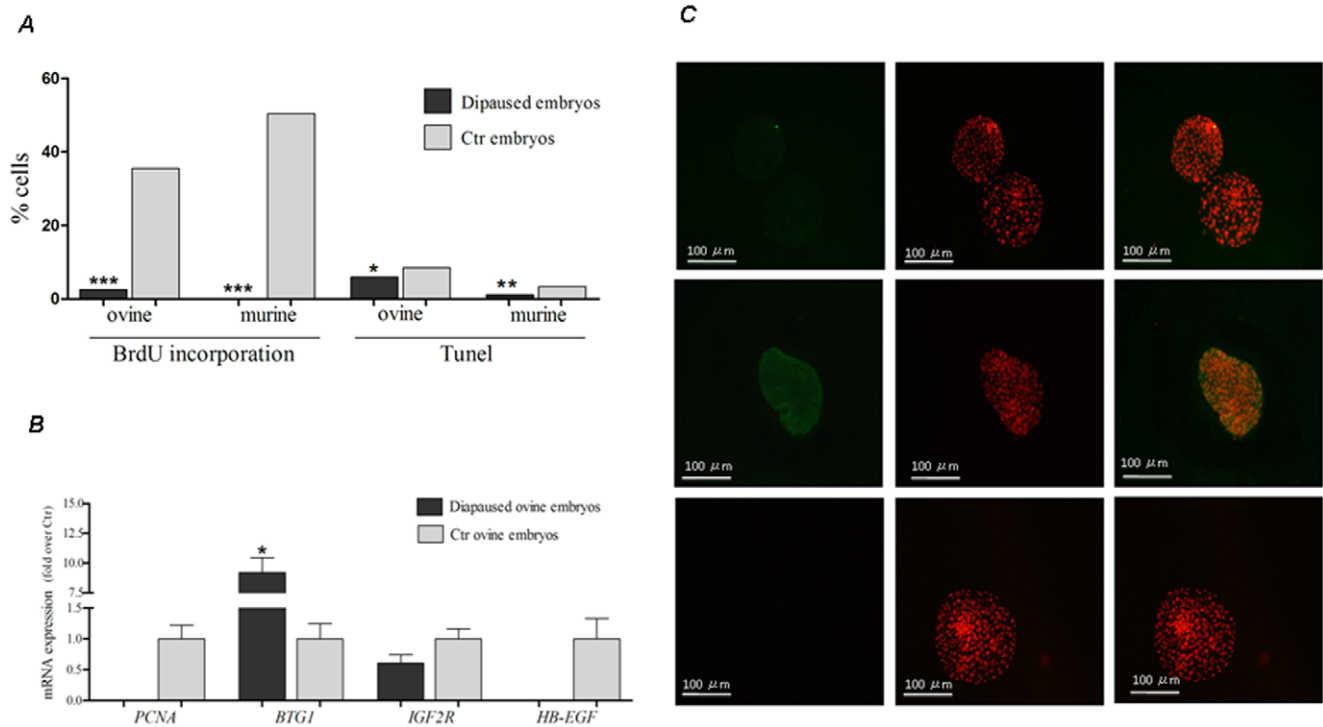 A
60
40
20
0
% cells
Dipaused embryos
Ctr embryos
***
***
*
**
ovine
murine
ovine
murine
BrdU incorporation
Tunel
B
15.0
12.5
10.0
7.5
1.5
1.0
0.5
0.0
mRNA expression (fold over Ctr)
Diapaused ovine embryos
Ctr ovine embryos
*
PCNA
BTG1
IGF2R
HB-EGF
C
100 μm
100 μm
100 μm
100 μm
100 μm
100 μm
100 μm
100 μm
100 μm